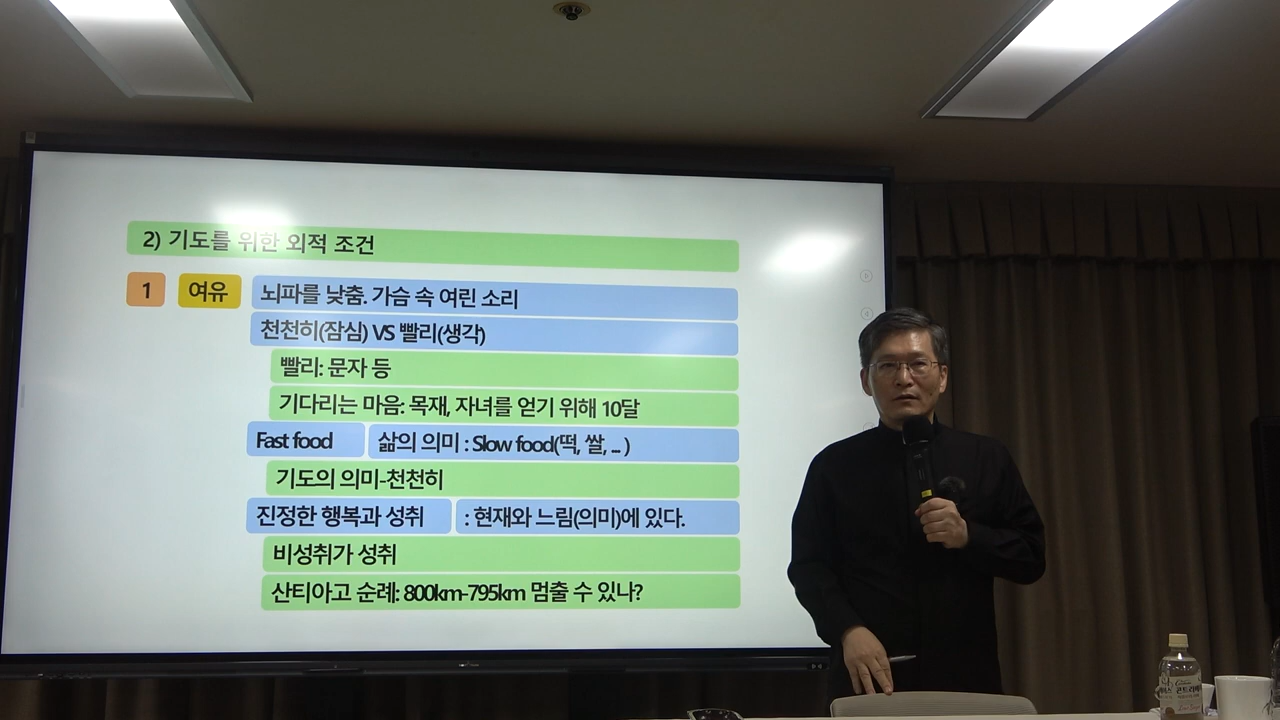 2) 기도를 위한 외적 조건
1 여유 뇌파를 낮춤. 가슴 속 여린 소리
천천히(잠심) VS 빨리(생각)
빨리: 문자 등
기다리는 마음: 목재, 자녀를 얻기 위해 10달
Fast food 삶의 의미 : Slow food(떡, 쌀, ... )
기도의 의미-천천히
진정한 행복과 성취 : 현재와 느림(의미)에 있다.
비성취가 성취
산티아고 순례: 800km-795km 멈출 수 있나?